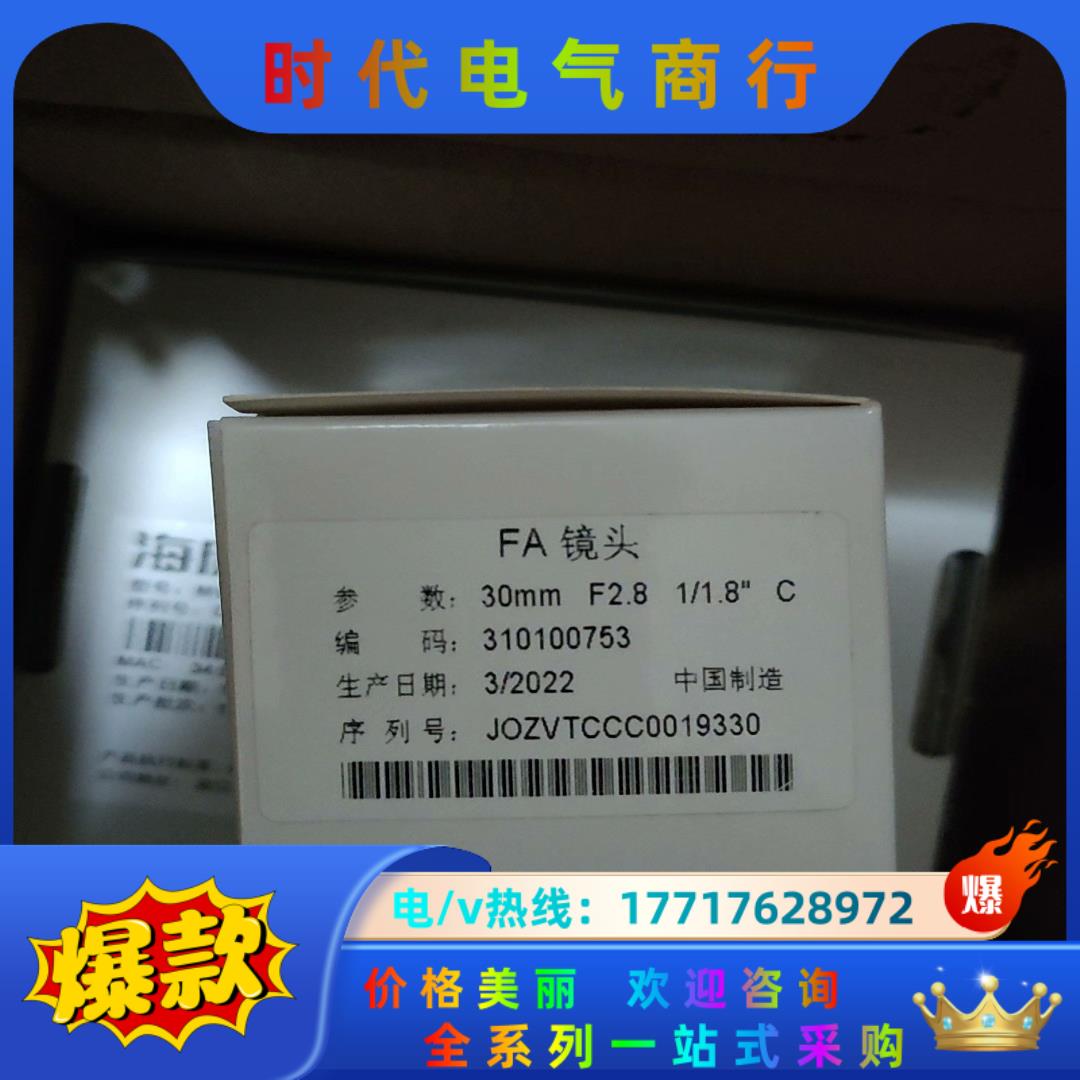 时代电气商行
FA 镜头
参 数: 30mm F2.8 1/1.8" C
编 码: 310100753
生产日期: 3/2022 中国制造
序 列 号: JOZVTCCC0019330
海
MAC
爆
电/v热线: 17717628972
爆款
价格美丽 欢迎咨询
全系列一站式采购